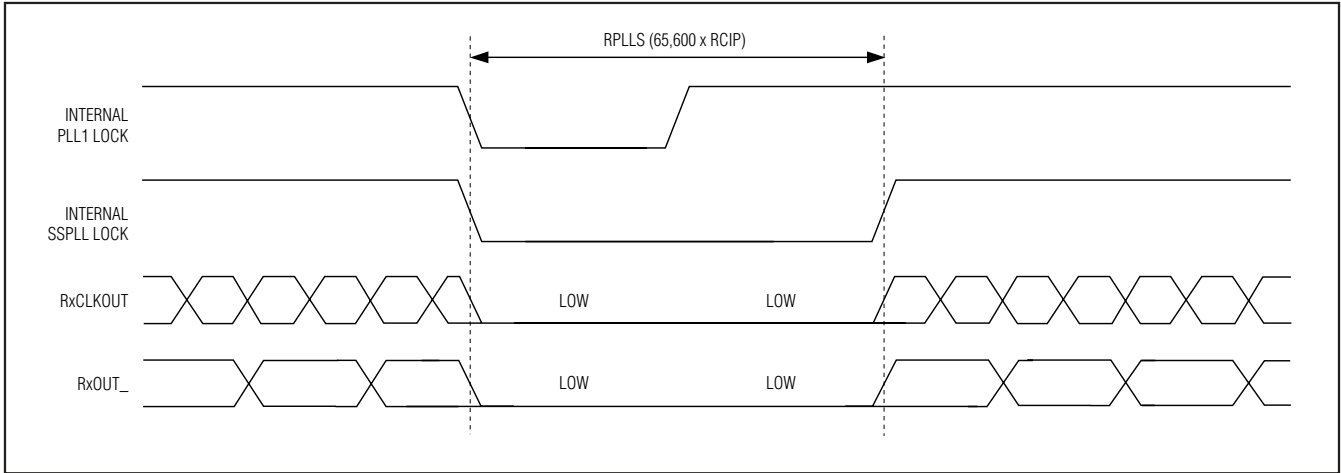 RPLLS (65,600 x RCIP)
INTERNAL
PLL1 LOCK
INTERNAL
SSPLL LOCK
RxCLKOUT
LOW
LOW
RxOUT_
LOW
LOW